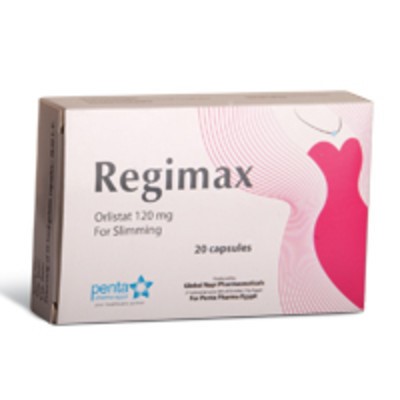 Regimax
Orlistat 120 mg
For Slimming
20 capsules
penta
Global Napi Pharmaceuticals
For Penta Pharma-Egypt